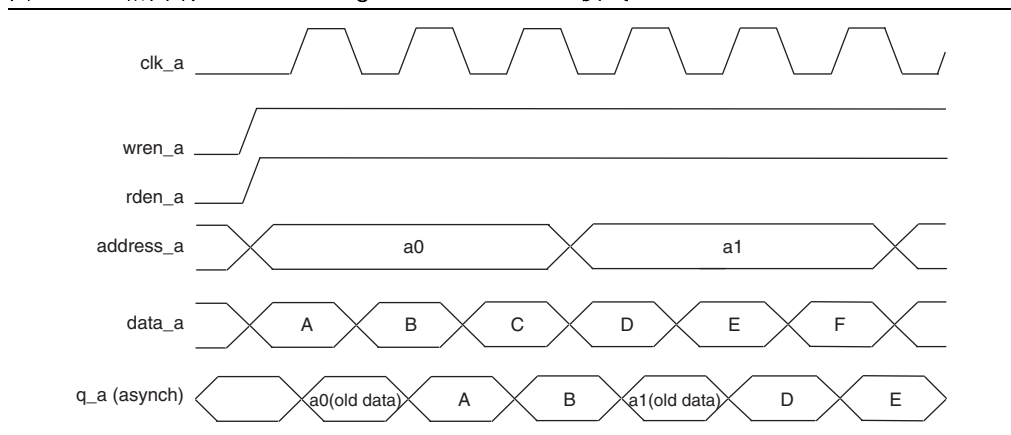 clk_a
wren_a
rden_a
address_a a0 a1
data_a A B C D E F
q_a (asynch) a0(old data) A B a1(old data) D E